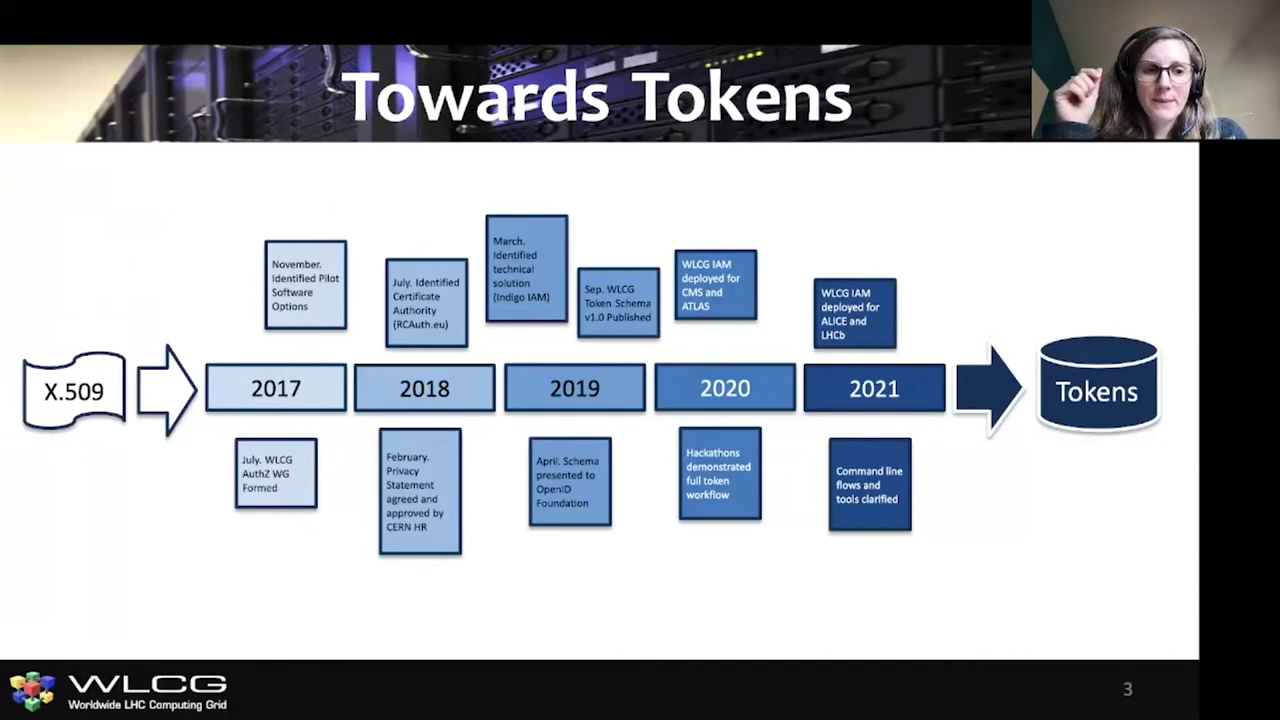 Towards Tokens
November.
Identified Pilot
Software
Options
July. Identified
Certificate
Authority
(RCAuth.eu)
March.
Identified
technical
solution
(Indigo IAM)
Sep. WLCG
Token Schema
v1.0 Published
WLCG IAM
deployed for
CMS and
ATLAS
WLCG IAM
deployed for
ALICE and
LHCb
X.509
2017
2018
2019
2020
2021
Tokens
July. WLCG
AuthZ WG
Formed
February.
Privacy
Statement
agreed and
approved by
CERN HR
April. Schema
presented to
OpenID
Foundation
Hackathons
demonstrated
full token
workflow
Command line
flows and
tools clarified
WLCG
Worldwide LHC Computing Grid
3